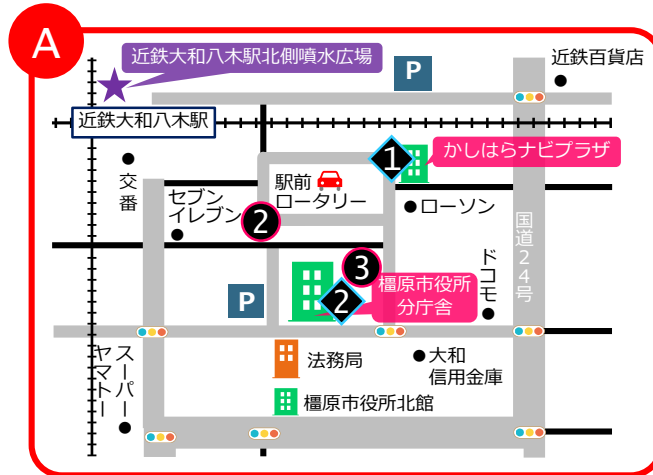 A
近鉄大和八木駅北側噴水広場
P
近鉄百貨店
近鉄大和八木駅
1
かしはらナビプラザ
交番
セブン
イレブン
駅前
ロータリー
2
ローソン
国道24号
3
ドコモ
P
2
橿原市役所
分庁舎
スーパー
ヤマトー
法務局
大和
信用金庫
橿原市役所北館